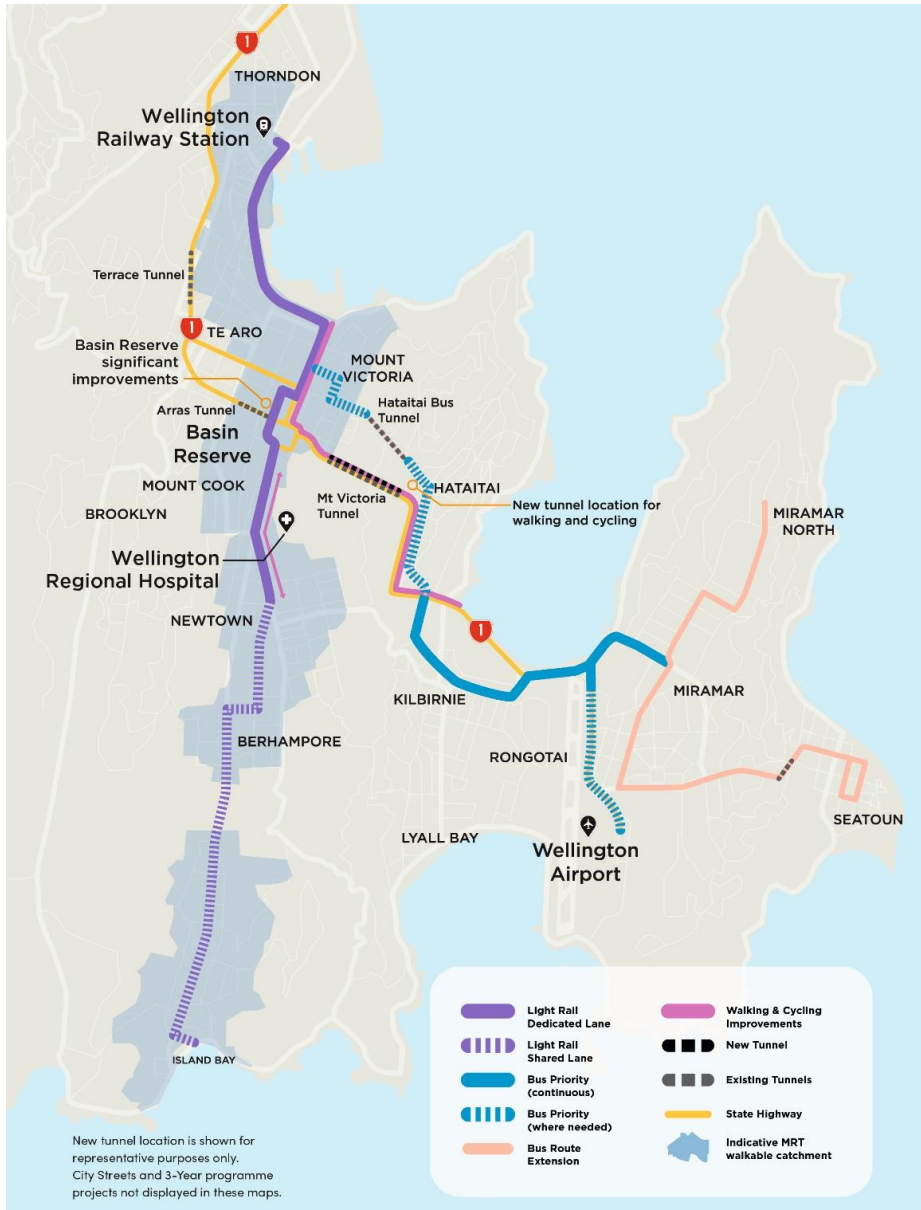 1
THORNDON
Wellington
Railway Station
Terrace Tunnel
1
TE ARO
Basin Reserve
significant
improvements
MOUNT
VICTORIA
Hataitai Bus
Tunnel
Arras Tunnel
Basin
Reserve
MOUNT COOK
Mt Victoria
Tunnel
HATAITAI
New tunnel location for
walking and cycling
BROOKLYN
MIRAMAR
NORTH
Wellington
Regional Hospital
NEWTOWN
1
KILBIRNIE
MIRAMAR
BERHAMPORE
RONGOTAI
SEATOUN
LYALL BAY
Wellington
Airport
ISLAND BAY
Light Rail
Dedicated Lane
Light Rail
Shared Lane
Bus Priority
(continuous)
Bus Priority
(where needed)
Bus Route
Extension
Walking & Cycling
Improvements
New Tunnel
Existing Tunnels
State Highway
Indicative MRT
walkable catchment
New tunnel location is shown for
representative purposes only.
City Streets and 3-Year programme
projects not displayed in these maps.